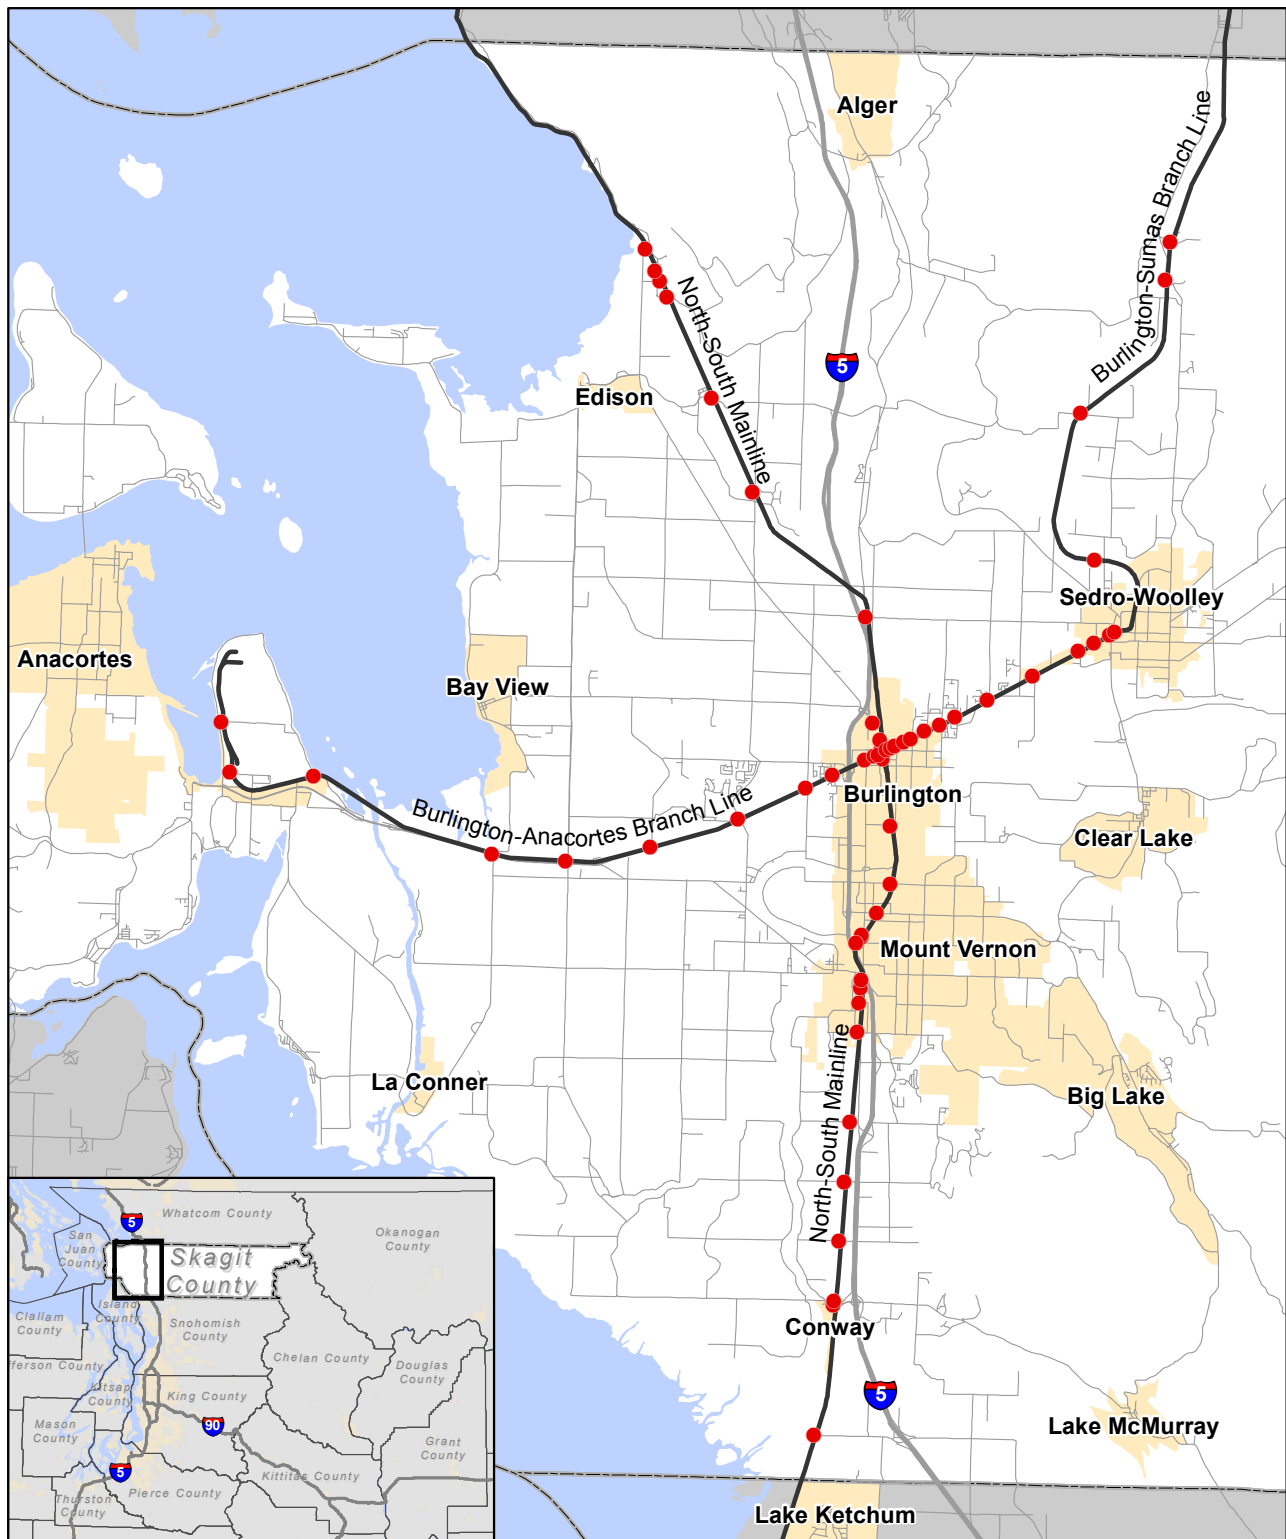 Alger
Burlington-Sumas Branch Line
North-South Mainline
5
Edison
Sedro-Woolley
Anacortes
Bay View
Burlington-Anacortes Branch Line
Burlington
Clear Lake
Mount Vernon
La Conner
North-South Mainline
Big Lake
Conway
5
Lake McMurray
Lake Ketchum
Whatcom County
5
Okanogan
County
San
Juan
County
Skagit
County
Island
County
Clallam
County
Snohomish
County
Chelan County
Douglas
County
fferson County
Kitsap
County
King County
90
Mason
County
Grant
County
5
Kittitas County
Pierce County
Thurston
County